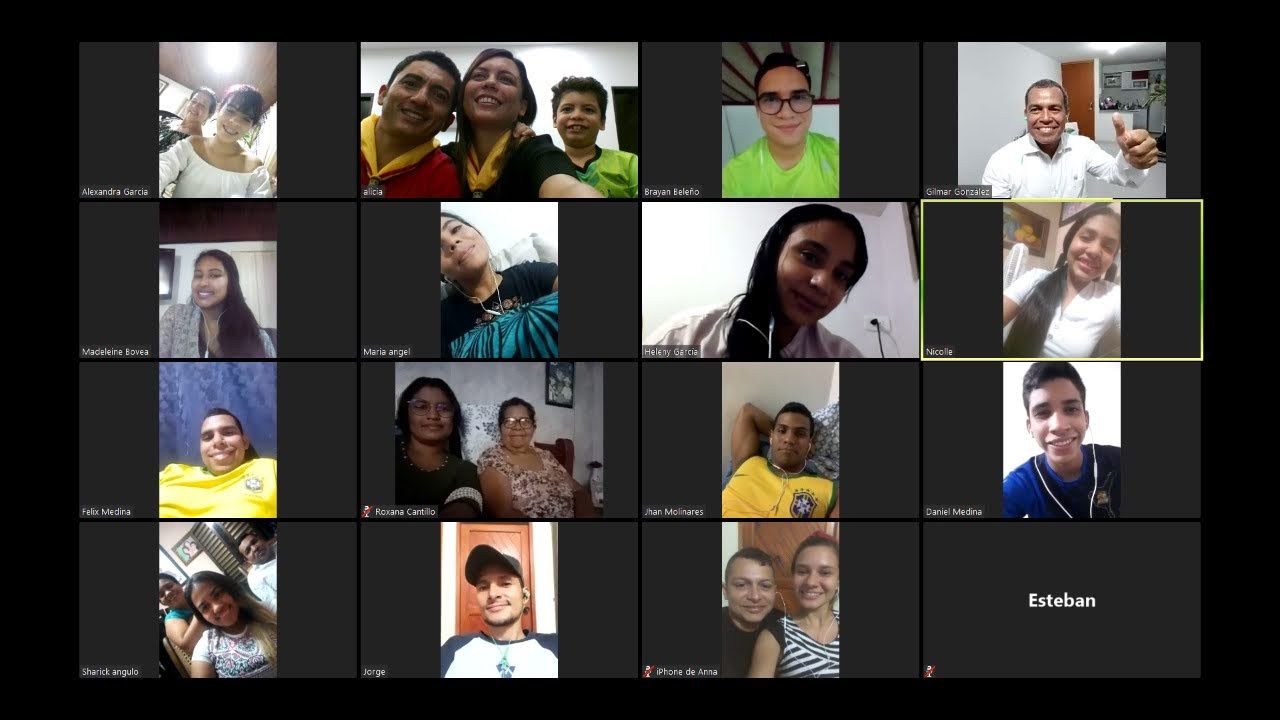 Alexandra Garcia
alicia
Brayan Beleño
Gilmar González
Madeleine Bovea
Maria angel
Heleny Garcia
Nicolle
Felix Medina
Roxana Cantillo
Jhan Molinares
Daniel Medina
Sharick angulo
Jorge
iPhone de Anna
Esteban